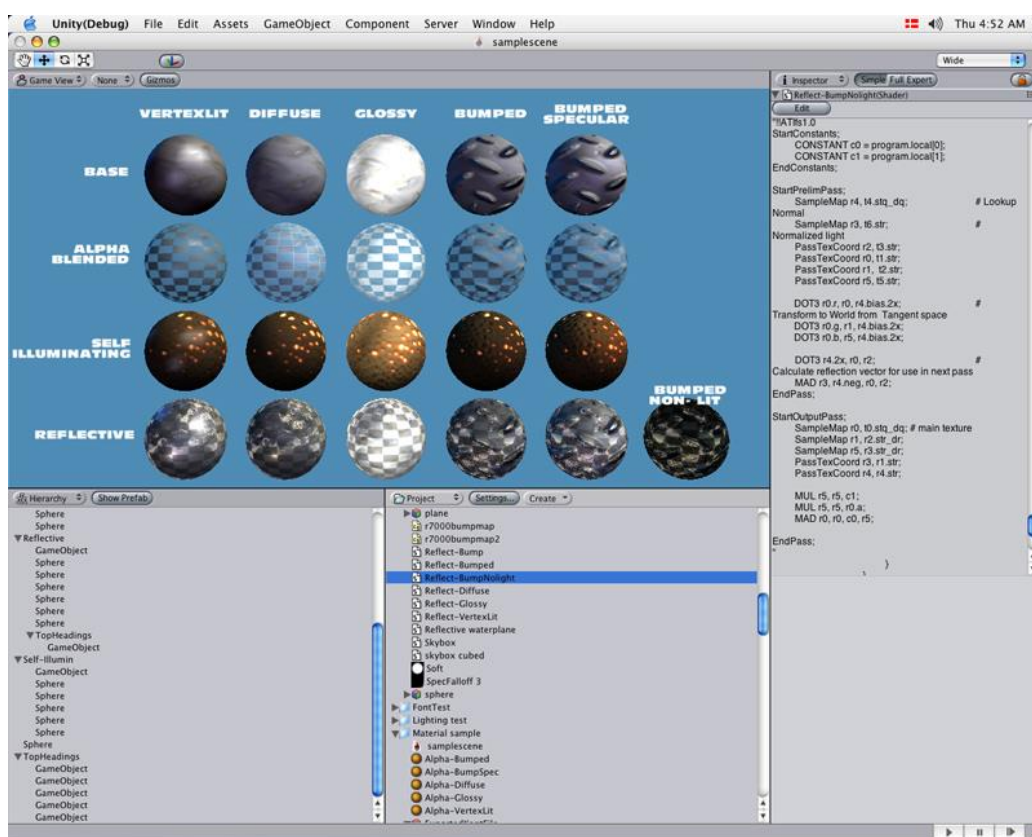 Unity(Debug) File Edit Assets GameObject Component Server Window Help
Thu 4:52 AM
samplescene
Wide
Game View None Gizmos
VERTEXLIT DIFFUSE GLOSSY BUMPED BUMPED SPECULAR
BASE
ALPHA
BLENDED
SELF
ILLUMINATING
BUMPED
NON-LIT
REFLECTIVE
Inspector Simple Full Expert
Reflect-BumpNolight(Shader)
Edit
"!!ATIfs1.0
StartConstants;
CONSTANT c0 = program.local[0];
CONSTANT c1 = program.local[1];
EndConstants;
StartPrelimPass;
SampleMap r4, t4.stq_dq; # Lookup
Normal
SampleMap r3, t6.str; #
Normalized light
PassTexCoord r2, t3.str;
PassTexCoord r0, t1.str;
PassTexCoord r1, t2.str;
PassTexCoord r5, t5.str;
DOT3 r0.r, r0, r4.bias.2x; #
Transform to World from Tangent space
DOT3 r0.g, r1, r4.bias.2x;
DOT3 r0.b, r5, r4.bias.2x;
DOT3 r4.2x, r0, r2; #
Calculate reflection vector for use in next pass
MAD r3, r4.neg, r0, r2;
EndPass;
StartOutputPass;
SampleMap r0, t0.stq_dq; # main texture
SampleMap r1, r2.str_dr;
SampleMap r5, r3.str_dr;
PassTexCoord r3, r1.str;
PassTexCoord r4, r4.str;
MUL r5, r5, c1;
MUL r5, r5, r0.a;
MAD r0, r0, c0, r5;
EndPass;
"
}
Hierarchy Show Prefab
Sphere
Sphere
Reflective
GameObject
Sphere
Sphere
Sphere
Sphere
Sphere
Sphere
TopHeadings
GameObject
Self-Illumin
GameObject
Sphere
Sphere
Sphere
Sphere
Sphere
Sphere
TopHeadings
GameObject
GameObject
GameObject
GameObject
GameObject
Project Settings... Create
plane
r7000bumpmap
r7000bumpmap2
Reflect-Bump
Reflect-Bumped
Reflect-BumpNolight
Reflect-Diffuse
Reflect-Glossy
Reflect-VertexLit
Reflective waterplane
Skybox
skybox cubed
Soft
SpecFalloff 3
sphere
FontTest
Lighting test
Material sample
samplescene
Alpha-Bumped
Alpha-BumpSpec
Alpha-Diffuse
Alpha-Glossy
Alpha-VertexLit